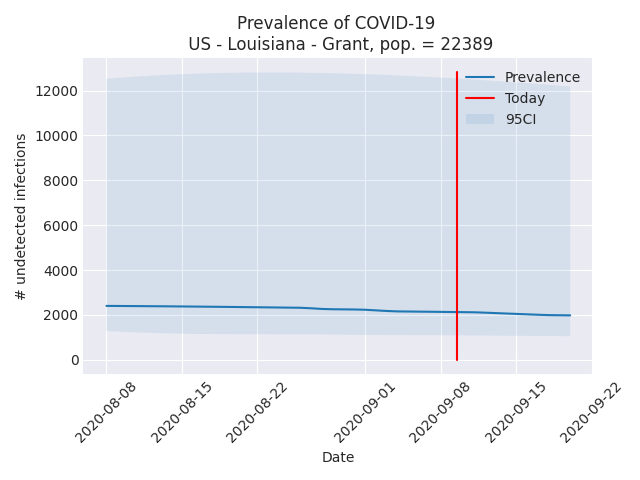 Prevalence of COVID-19
US - Louisiana - Grant, pop. = 22389
Prevalence
Today
95CI
12000
10000
8000
6000
4000
2000
0
# undetected infections
2020-08-08
2020-08-15
2020-08-22
2020-09-01
2020-09-08
2020-09-15
2020-09-22
Date